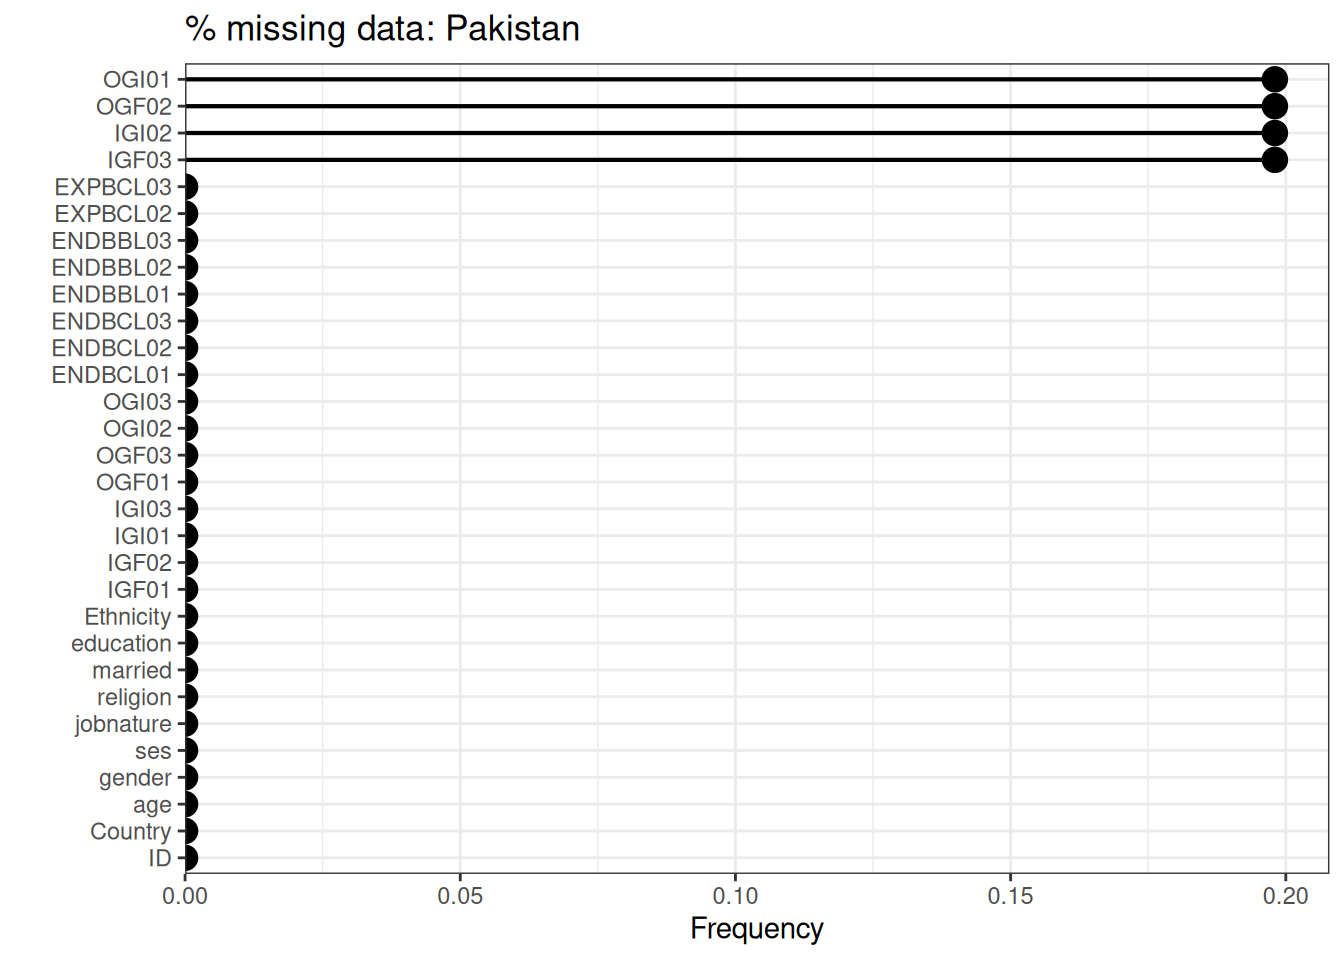 % missing data: Pakistan
OGI01
OGF02
IGI02
IGF03
EXPBCL03
EXPBCL02
ENDBBL03
ENDBBL02
ENDBBL01
ENDBCL03
ENDBCL02
ENDBCL01
OGI03
OGI02
OGF03
OGF01
IGI03
IGI01
IGF02
IGF01
Ethnicity
education
married
religion
jobnature
ses
gender
age
Country
ID
0.00 0.05 0.10 0.15 0.20
Frequency